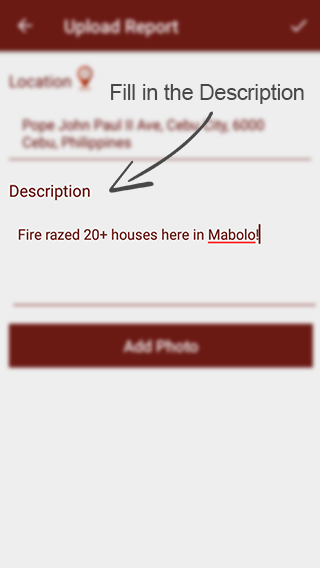 Upload Report
Location
Fill in the Description
Pope John Paul II Ave, Cebu City, 6000
Cebu, Philippines
Description
Fire razed 20+ houses here in Mabolo!
Add Photo